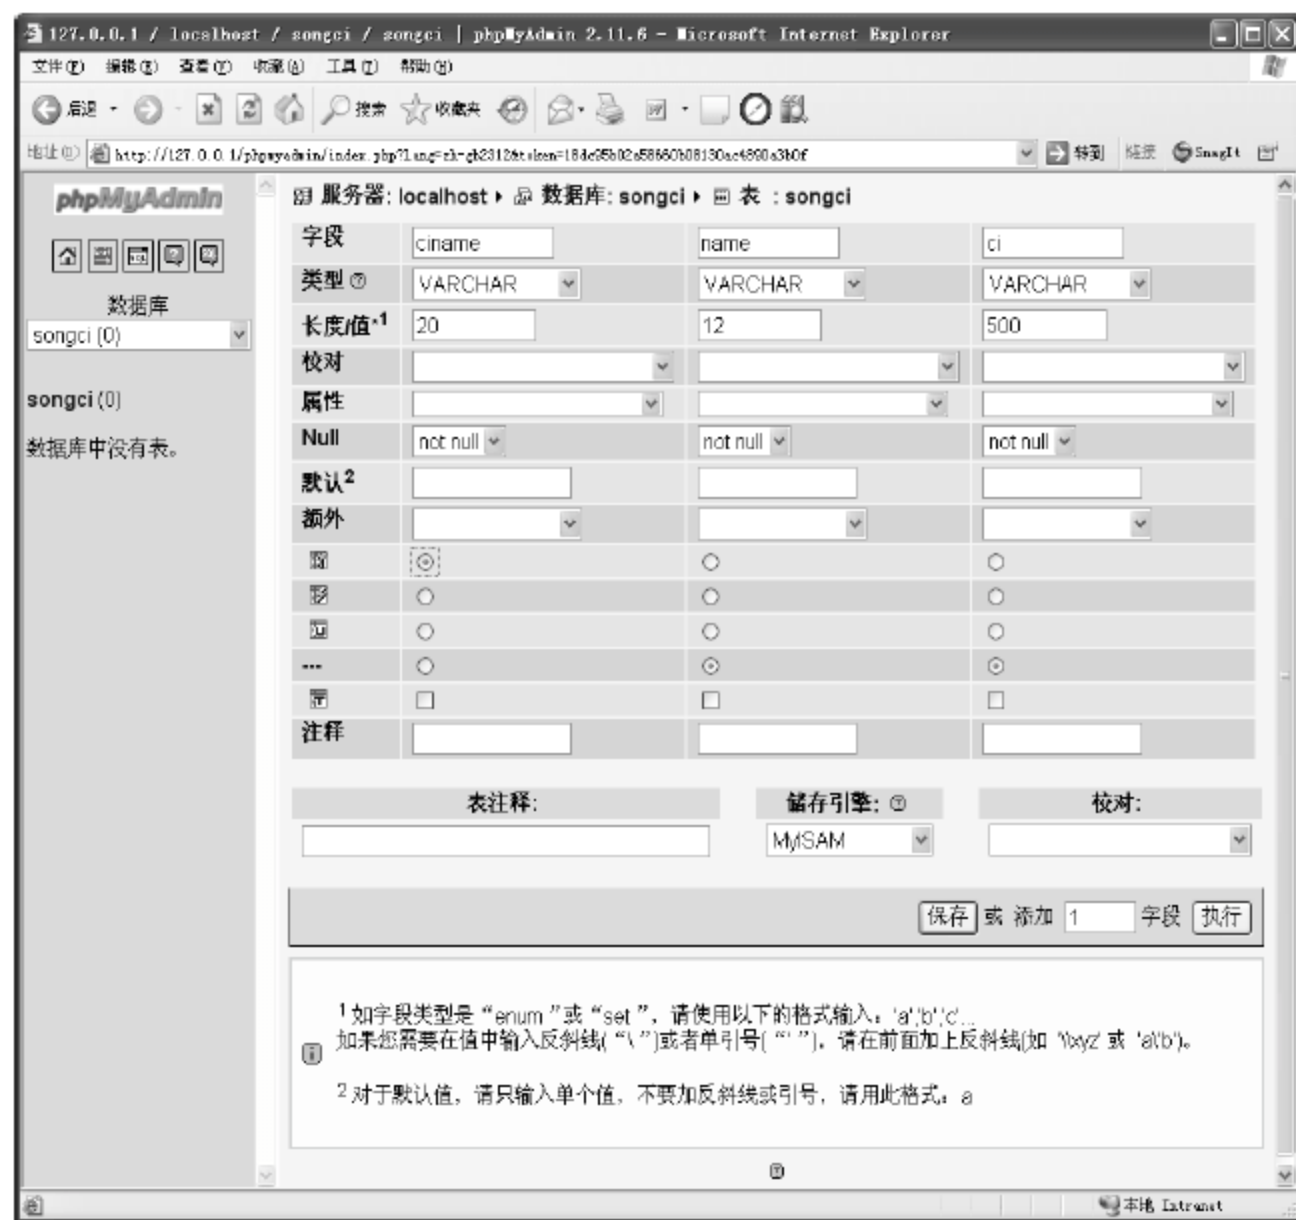 127.0.0.1 / localhost / songci / songci | phpMyAdmin 2.11.6 - Microsoft Internet Explorer
文件(F) 编辑(E) 查看(V) 收藏(A) 工具(T) 帮助(H)
后退 搜索 收藏夹
地址(D) 转到 链接 SnagIt
phpMyAdmin
服务器: localhost 数据库: songci 表 : songci
数据库
songci (0)
songci (0)
数据库中没有表。
字段 ciname name ci
类型 VARCHAR VARCHAR VARCHAR
长度/值*1 20 12 500
校对
属性
Null not null not null not null
默认2
额外
---
注释
表注释: 储存引擎: 校对:
MyISAM
保存 或 添加 1 字段 执行
1 如字段类型是“enum”或“set”，请使用以下的格式输入：'a','b','c'...
如果您需要在值中输入反斜线(“\”)或者单引号(“'”)，请在前面加上反斜线(如 '\\xyz' 或 'a\'b')。
2 对于默认值，请只输入单个值，不要加反斜线或引号，请用此格式：a
本地 Intranet